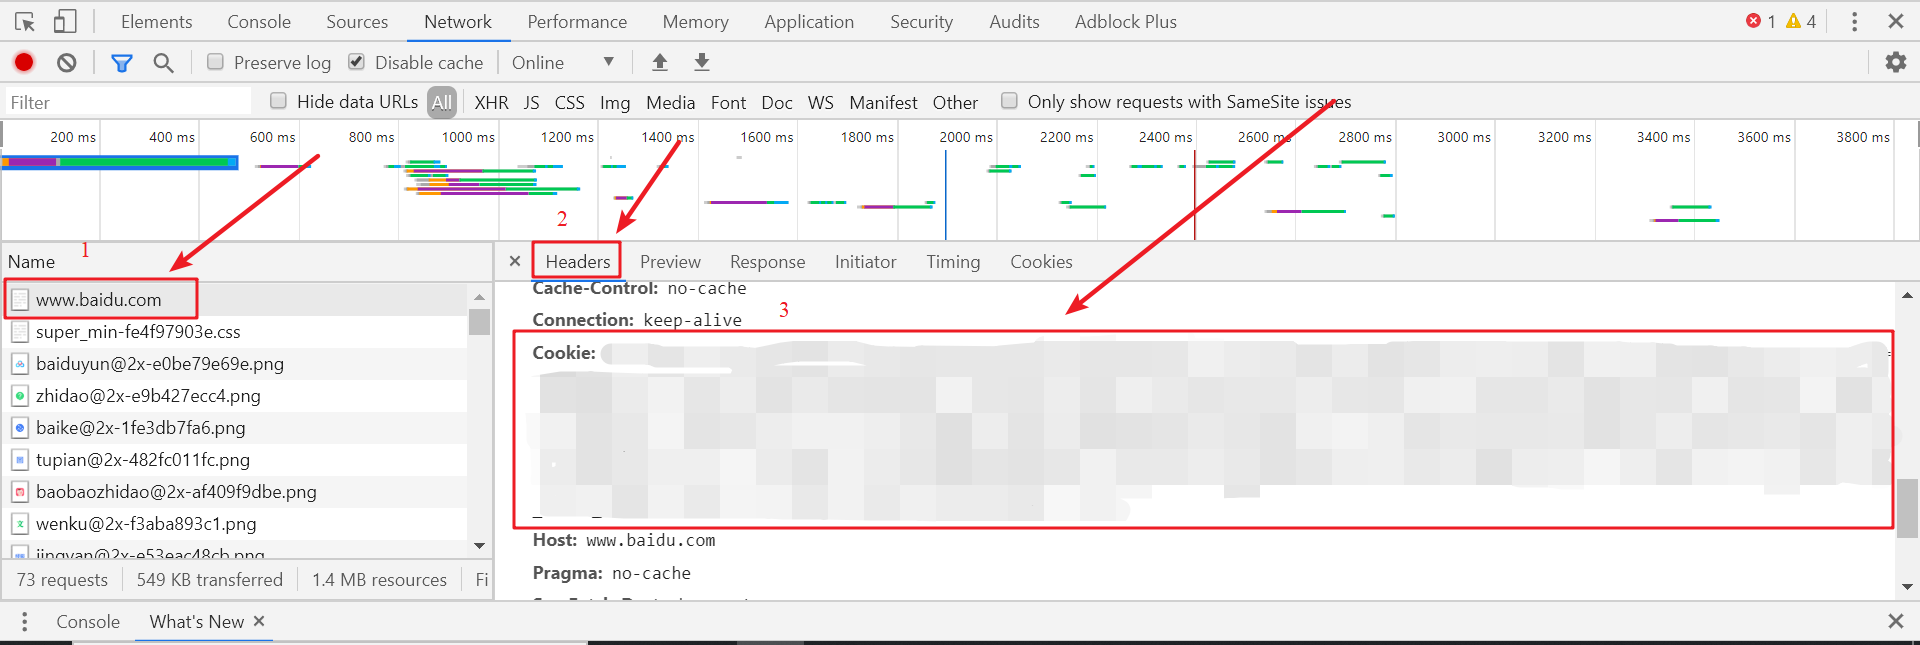 Elements Console Sources Network Performance Memory Application Security Audits Adblock Plus 1 4
Preserve log Disable cache Online
Filter Hide data URLs All XHR JS CSS Img Media Font Doc WS Manifest Other Only show requests with SameSite issues
200 ms 400 ms 600 ms 800 ms 1000 ms 1200 ms 1400 ms 1600 ms 1800 ms 2000 ms 2200 ms 2400 ms 2600 ms 2800 ms 3000 ms 3200 ms 3400 ms 3600 ms 3800 ms
1
2
3
Name
www.baidu.com
super_min-fe4f97903e.css
baiduyun@2x-e0be79e69e.png
zhidao@2x-e9b427ecc4.png
baike@2x-1fe3db7fa6.png
tupian@2x-482fc011fc.png
baobaozhidao@2x-af409f9dbe.png
wenku@2x-f3aba893c1.png
jingyan@2x-e53eac48cb.png
73 requests 549 KB transferred 1.4 MB resources Fi
Headers Preview Response Initiator Timing Cookies
Cache-Control: no-cache
Connection: keep-alive
Cookie:
Host: www.baidu.com
Pragma: no-cache
Console What's New